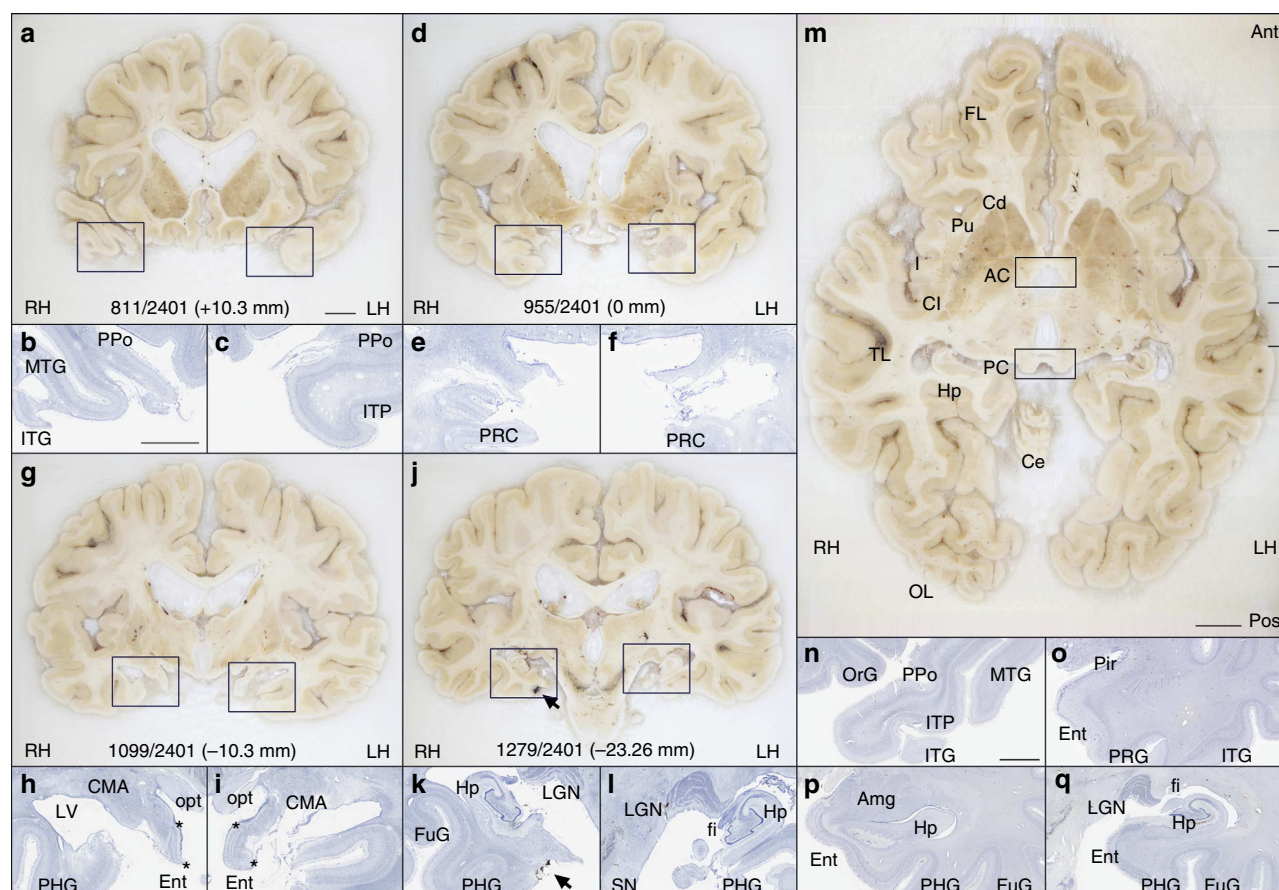 a
RH 811/2401 (+10.3 mm) LH
d
RH 955/2401 (0 mm) LH
m
Ant
FL
Cd
Pu
I
AC
Cl
TL
PC
Hp
Ce
RH
LH
OL
Pos
b
PPo
MTG
ITG
c
PPo
ITP
e
PRC
f
PRC
g
RH 1099/2401 (−10.3 mm) LH
j
RH 1279/2401 (−23.26 mm) LH
h
CMA
opt
LV
*
*
PHG
Ent
i
opt
CMA
*
*
Ent
k
Hp
LGN
FuG
PHG
l
LGN
fi
Hp
SN
PHG
n
OrG PPo MTG
ITP
ITG
o
Pir
Ent
PRG ITG
p
Amg
Hp
Ent
PHG FuG
q
LGN
fi
Hp
Ent
PHG FuG